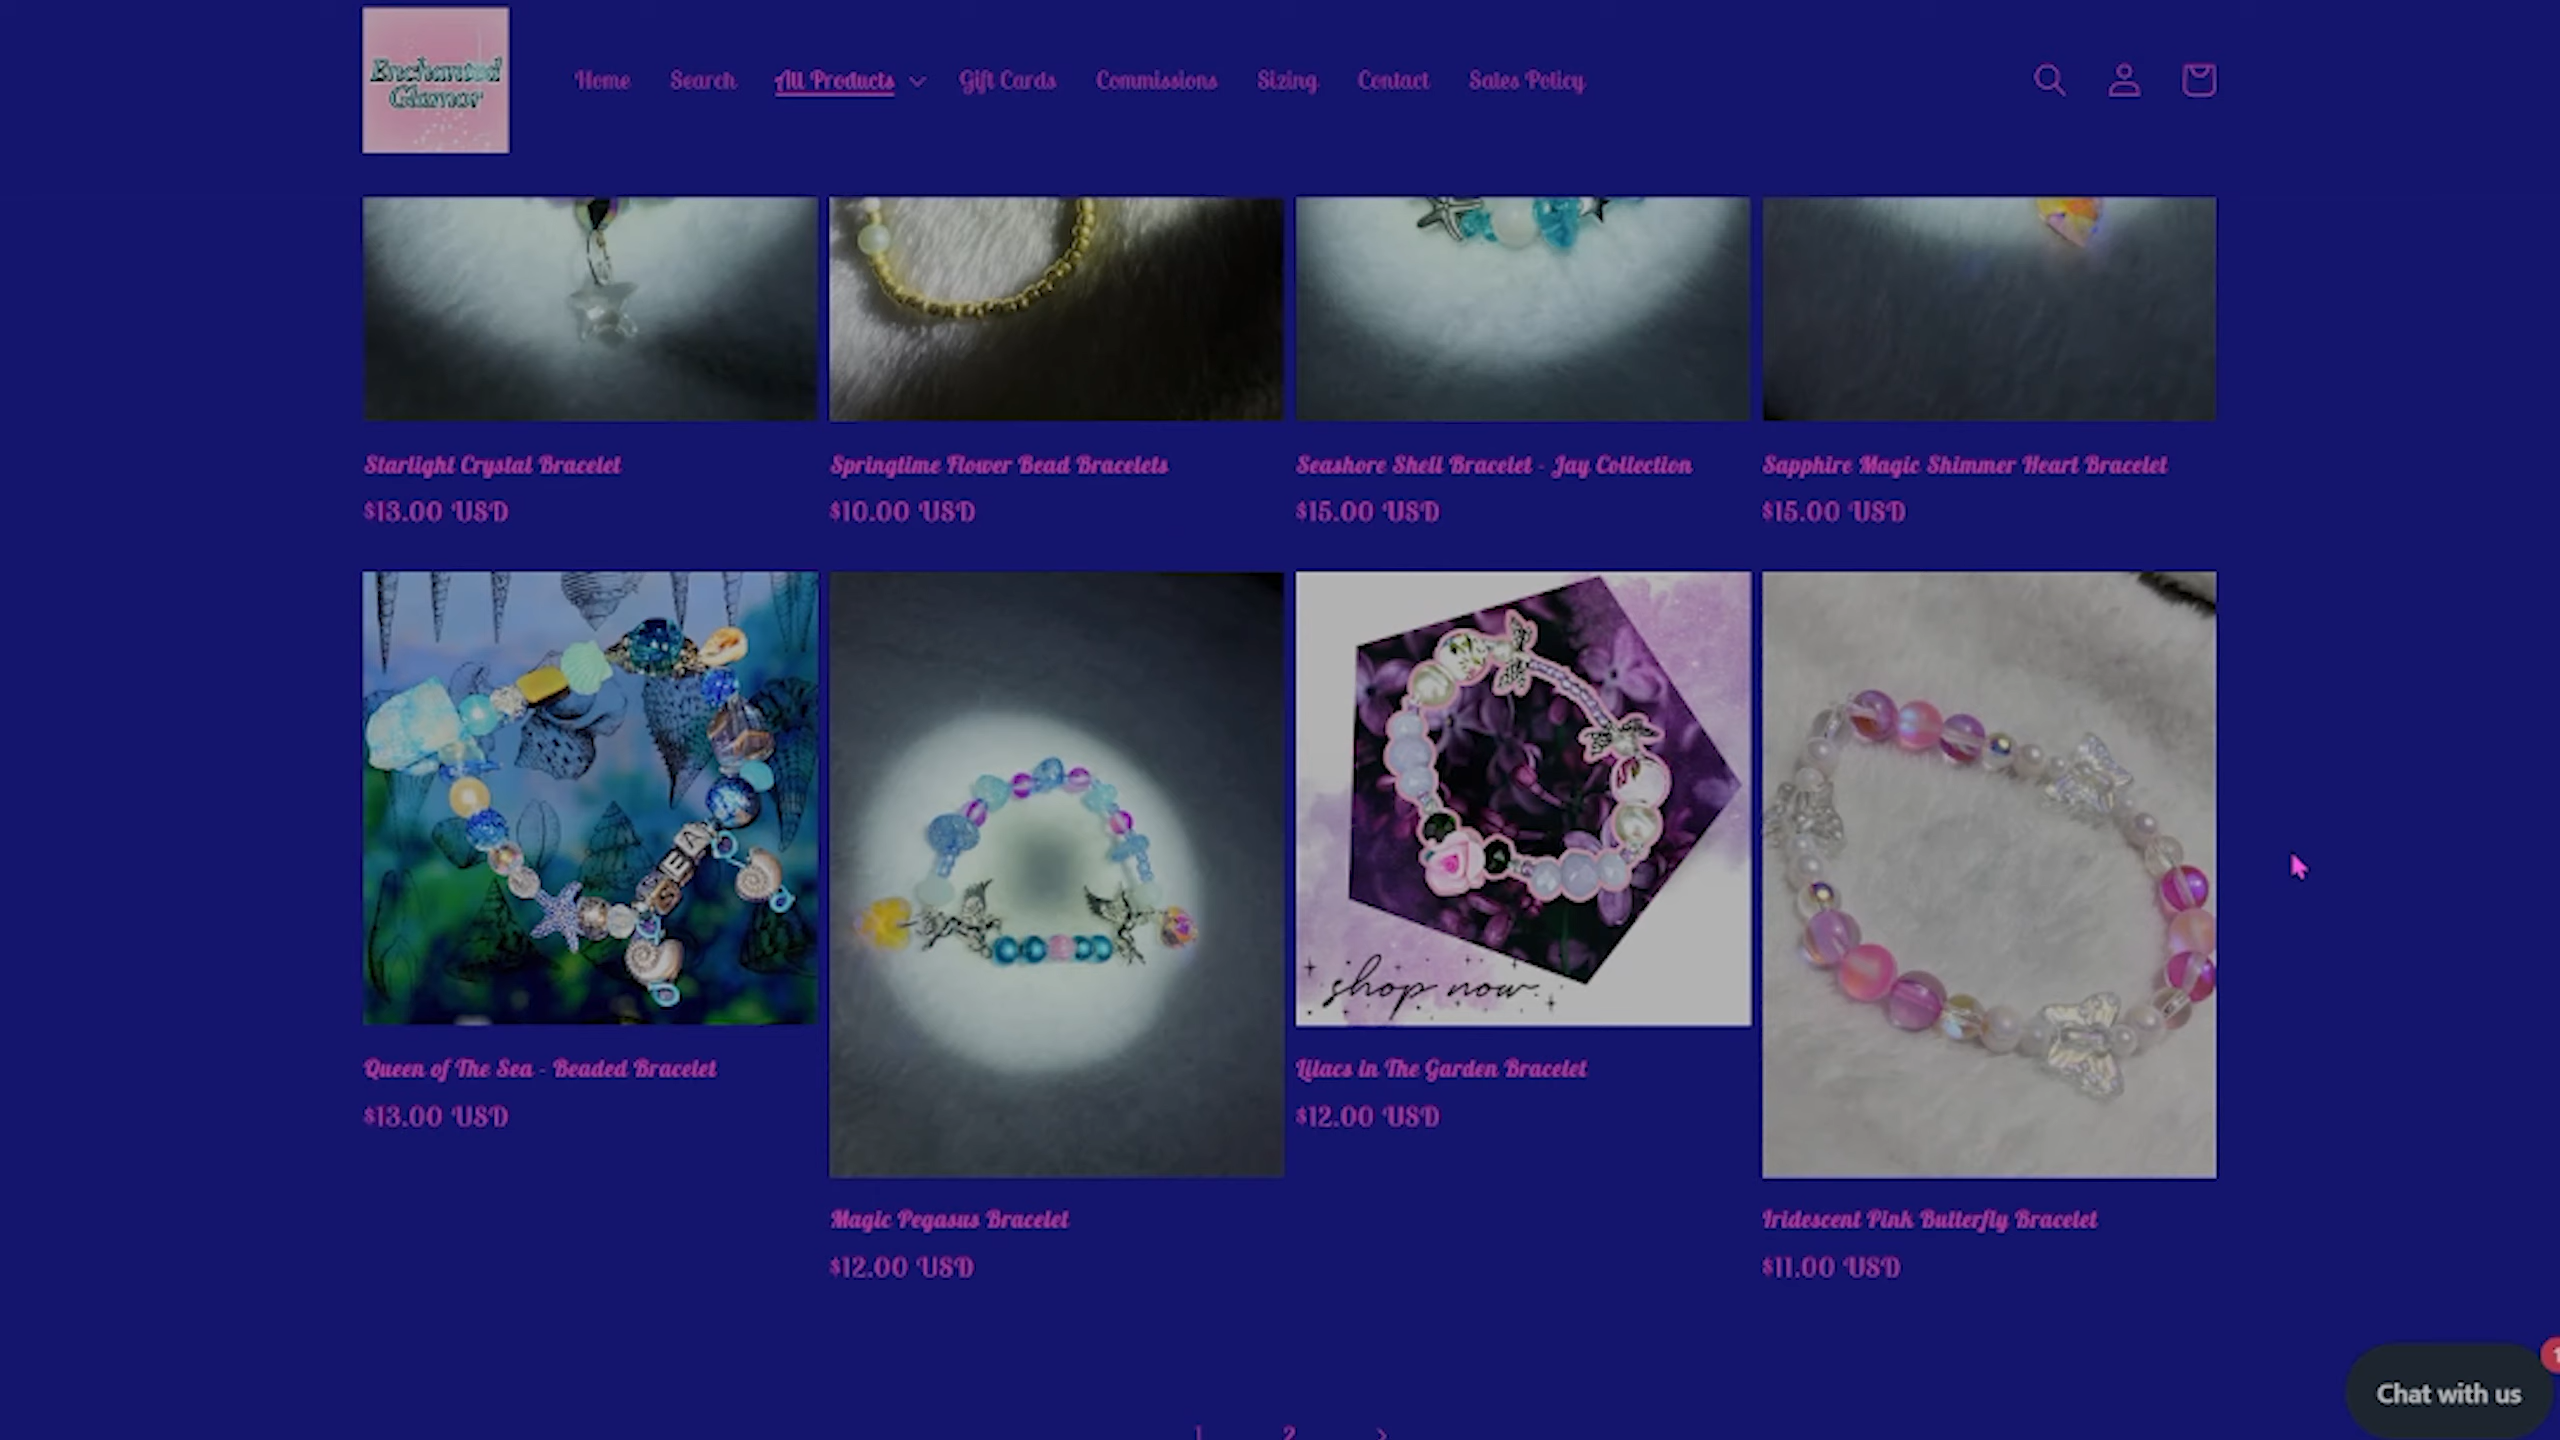 Enchanted
Glamor
Home Search All Products Gift Cards Commissions Sizing Contact Sales Policy
Starlight Crystal Bracelet
$13.00 USD
Springtime Flower Bead Bracelets
$10.00 USD
Seashore Shell Bracelet - Jay Collection
$15.00 USD
Sapphire Magic Shimmer Heart Bracelet
$15.00 USD
SEA
Queen of The Sea - Beaded Bracelet
$13.00 USD
Magic Pegasus Bracelet
$12.00 USD
shop now
Lilacs in The Garden Bracelet
$12.00 USD
Iridescent Pink Butterfly Bracelet
$11.00 USD
1 2
Chat with us